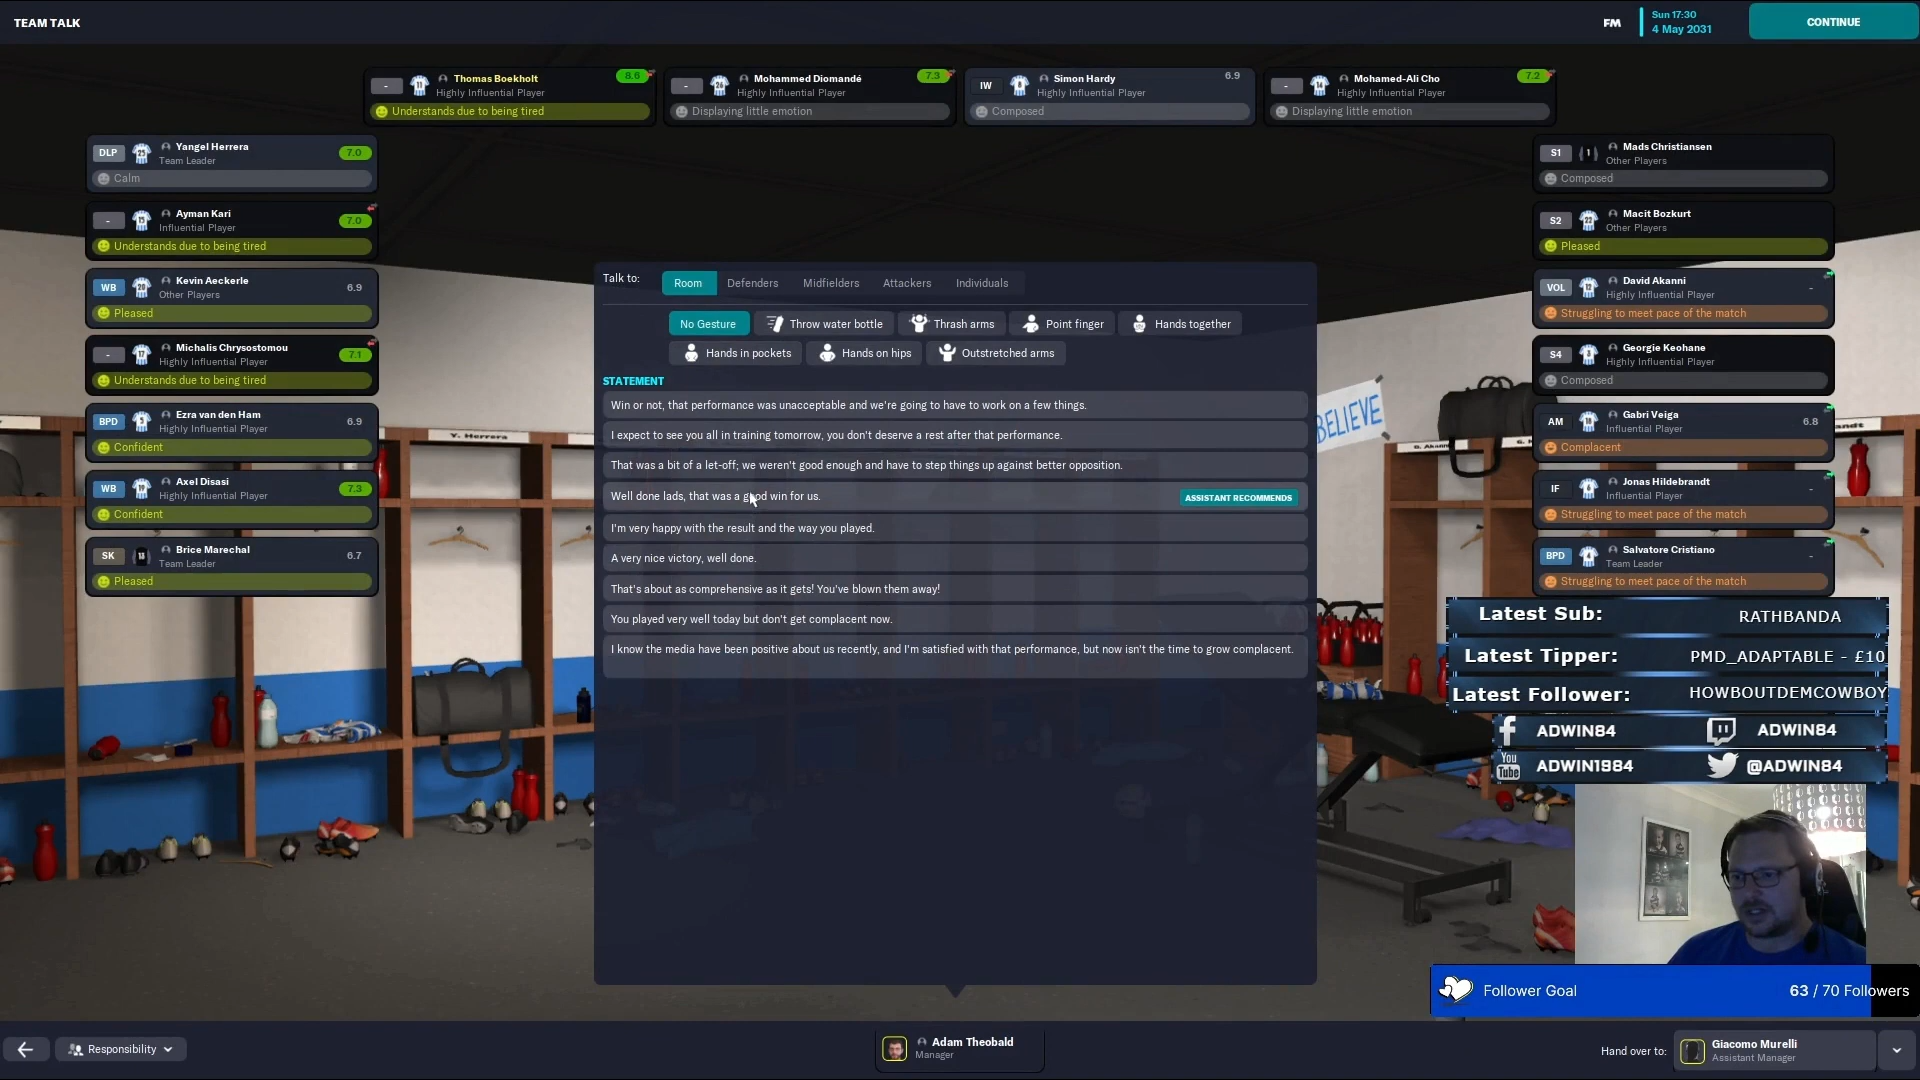 TEAM TALK
FM
Sun 17:30
4 May 2031
CONTINUE
- Thomas Boekholt 8.6
Highly Influential Player
Understands due to being tired
- Mohammed Diomandé 7.3
Highly Influential Player
Displaying little emotion
IW Simon Hardy 6.9
Highly Influential Player
Composed
- Mohamed-Ali Cho 7.2
Highly Influential Player
Displaying little emotion
DLP Yangel Herrera 7.0
Team Leader
Calm
- Ayman Kari 7.0
Influential Player
Understands due to being tired
WB Kevin Aeckerle 6.9
Other Players
Pleased
- Michalis Chrysostomou 7.1
Highly Influential Player
Understands due to being tired
BPD Ezra van den Ham 6.9
Highly Influential Player
Confident
WB Axel Disasi 7.3
Highly Influential Player
Confident
SK Brice Marechal 6.7
Team Leader
Pleased
Y. Herrera
Talk to: Room Defenders Midfielders Attackers Individuals
No Gesture Throw water bottle Thrash arms Point finger Hands together
Hands in pockets Hands on hips Outstretched arms
STATEMENT
Win or not, that performance was unacceptable and we're going to have to work on a few things.
I expect to see you all in training tomorrow, you don't deserve a rest after that performance.
That was a bit of a let-off; we weren't good enough and have to step things up against better opposition.
Well done lads, that was a good win for us. ASSISTANT RECOMMENDS
I'm very happy with the result and the way you played.
A very nice victory, well done.
That's about as comprehensive as it gets! You've blown them away!
You played very well today but don't get complacent now.
I know the media have been positive about us recently, and I'm satisfied with that performance, but now isn't the time to grow complacent.
BELIEVE
S1 Mads Christiansen
Other Players
Composed
S2 Macit Bozkurt
Other Players
Pleased
VOL David Akanni -
Highly Influential Player
Struggling to meet pace of the match
S4 Georgie Keohane
Highly Influential Player
Composed
AM Gabri Veiga 6.8
Influential Player
Complacent
IF Jonas Hildebrandt -
Influential Player
Struggling to meet pace of the match
BPD Salvatore Cristiano -
Team Leader
Struggling to meet pace of the match
Latest Sub: RATHBANDA
Latest Tipper: PMD_ADAPTABLE - £10
Latest Follower: HOWBOUTDEMCOWBOY
ADWIN84 ADWIN84
You Tube ADWIN1984 @ADWIN84
Follower Goal 63 / 70 Followers
Responsibility
Adam Theobald
Manager
Hand over to: Giacomo Murelli
Assistant Manager